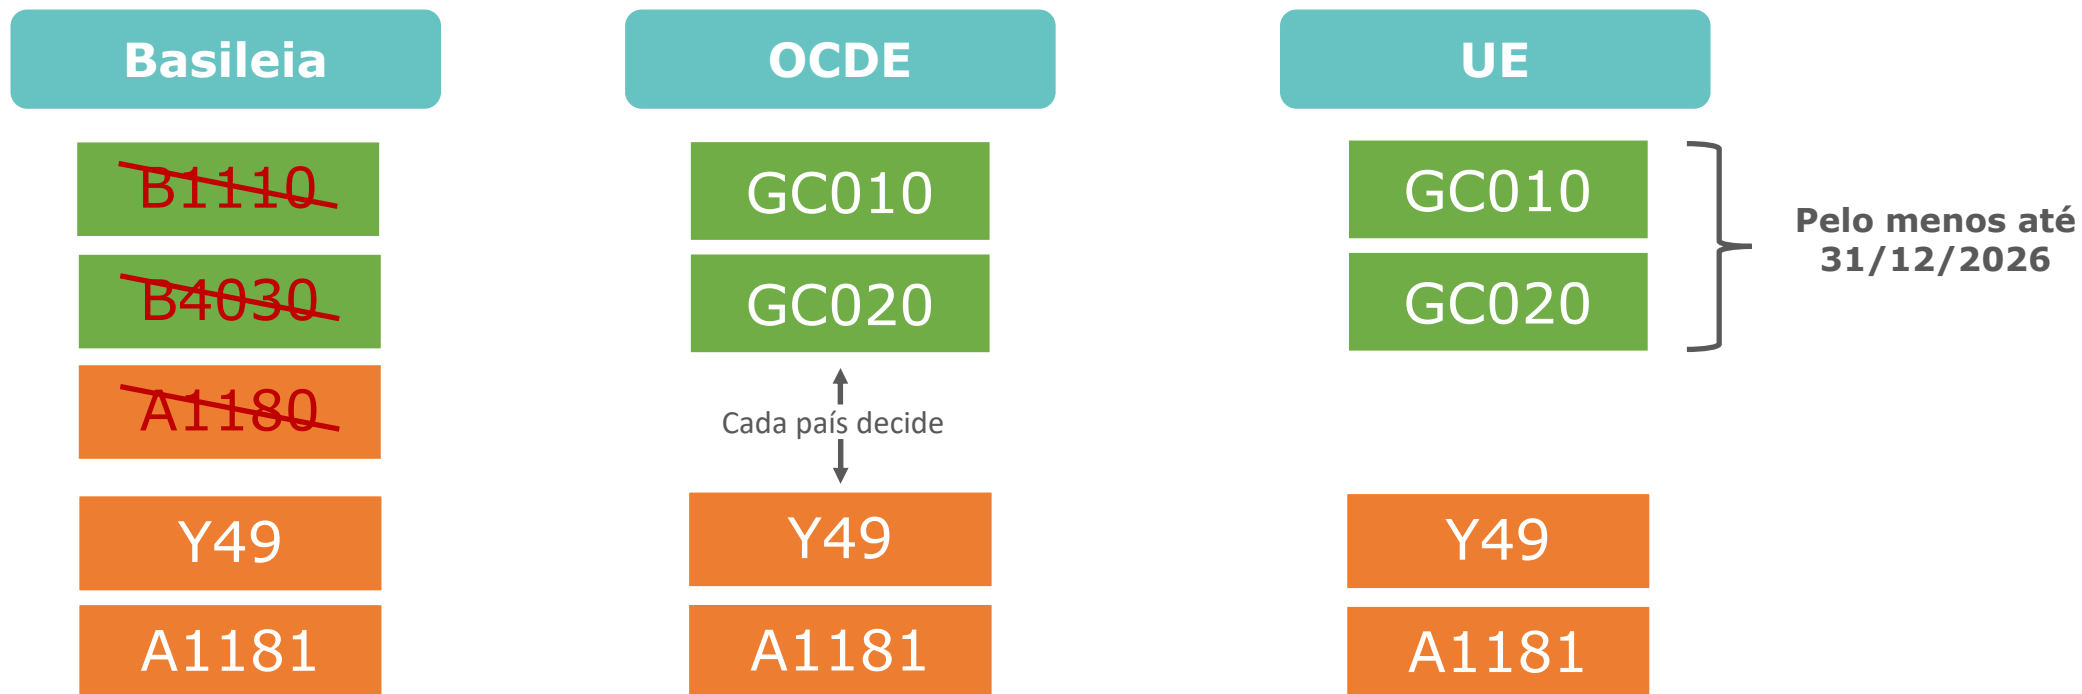 Basileia
OCDE
UE
B1110
GC010
GC010
B4030
GC020
GC020
Pelo menos até
31/12/2026
A1180
Cada país decide
Y49
Y49
Y49
A1181
A1181
A1181